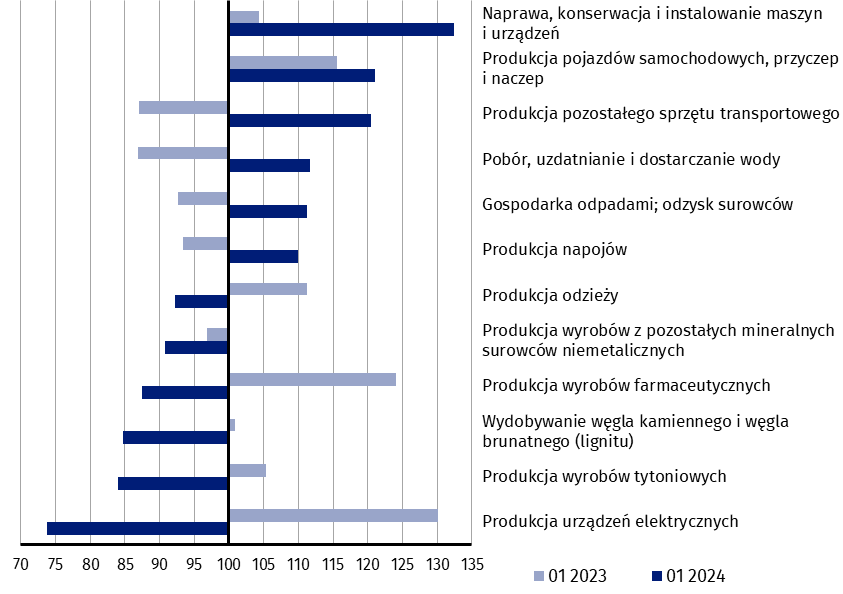 Naprawa, konserwacja i instalowanie maszyn
i urządzeń
Produkcja pojazdów samochodowych, przyczep
i naczep
Produkcja pozostałego sprzętu transportowego
Pobór, uzdatnianie i dostarczanie wody
Gospodarka odpadami; odzysk surowców
Produkcja napojów
Produkcja odzieży
Produkcja wyrobów z pozostałych mineralnych
surowców niemetalicznych
Produkcja wyrobów farmaceutycznych
Wydobywanie węgla kamiennego i węgla
brunatnego (lignitu)
Produkcja wyrobów tytoniowych
Produkcja urządzeń elektrycznych
70 75 80 85 90 95 100 105 110 115 120 125 130 135
01 2023 01 2024